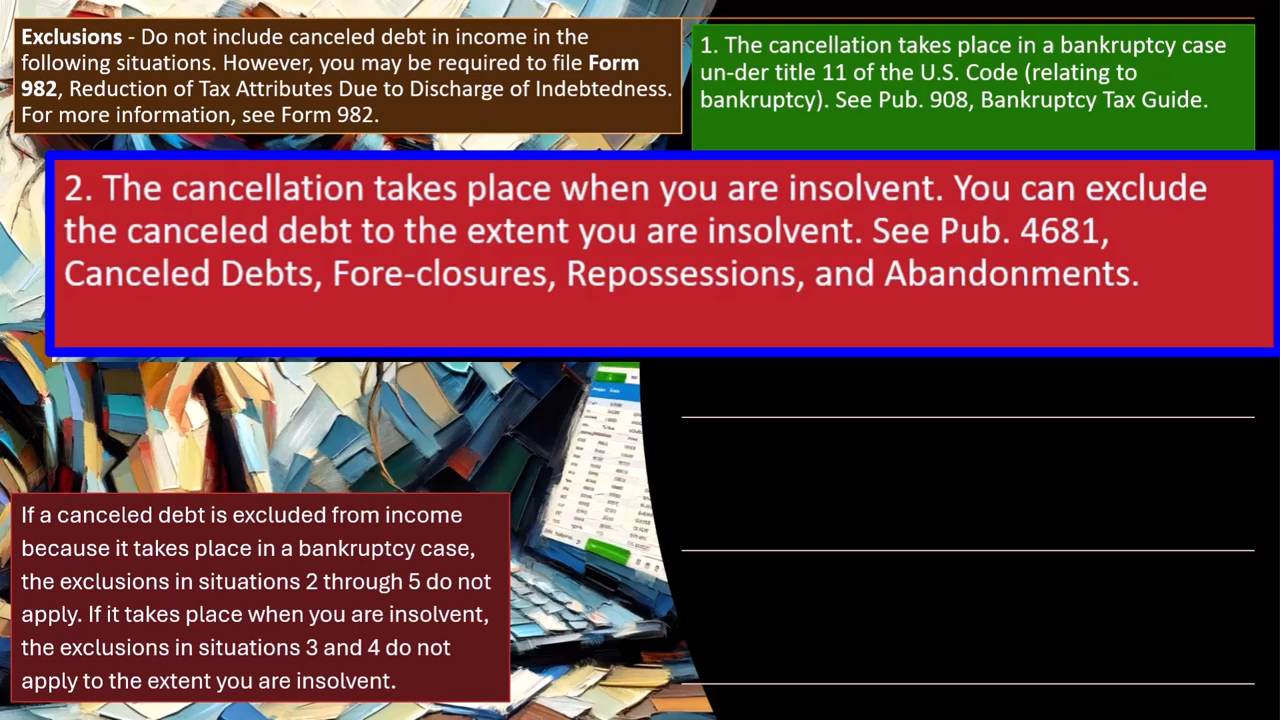 Exclusions - Do not include canceled debt in income in the
following situations. However, you may be required to file Form
982, Reduction of Tax Attributes Due to Discharge of Indebtedness.
For more information, see Form 982.
1. The cancellation takes place in a bankruptcy case
un-der title 11 of the U.S. Code (relating to
bankruptcy). See Pub. 908, Bankruptcy Tax Guide.
2. The cancellation takes place when you are insolvent. You can exclude
the canceled debt to the extent you are insolvent. See Pub. 4681,
Canceled Debts, Fore-closures, Repossessions, and Abandonments.
If a canceled debt is excluded from income
because it takes place in a bankruptcy case,
the exclusions in situations 2 through 5 do not
apply. If it takes place when you are insolvent,
the exclusions in situations 3 and 4 do not
apply to the extent you are insolvent.